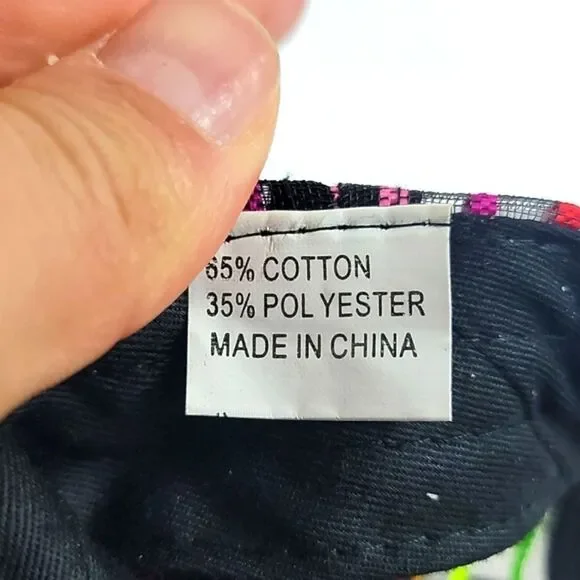 65% COTTON
35% POLYESTER
MADE IN CHINA